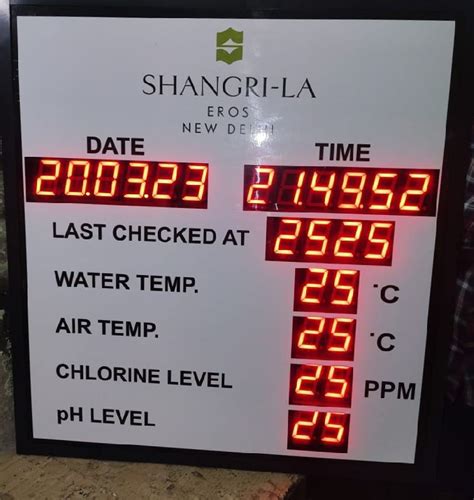 SHANGRI-LA
EROS
NEW DELHI
DATE TIME
20.03.23 21.49.52
LAST CHECKED AT 2525
WATER TEMP. 25 °C
AIR TEMP. 25 °C
CHLORINE LEVEL 25 PPM
pH LEVEL 25